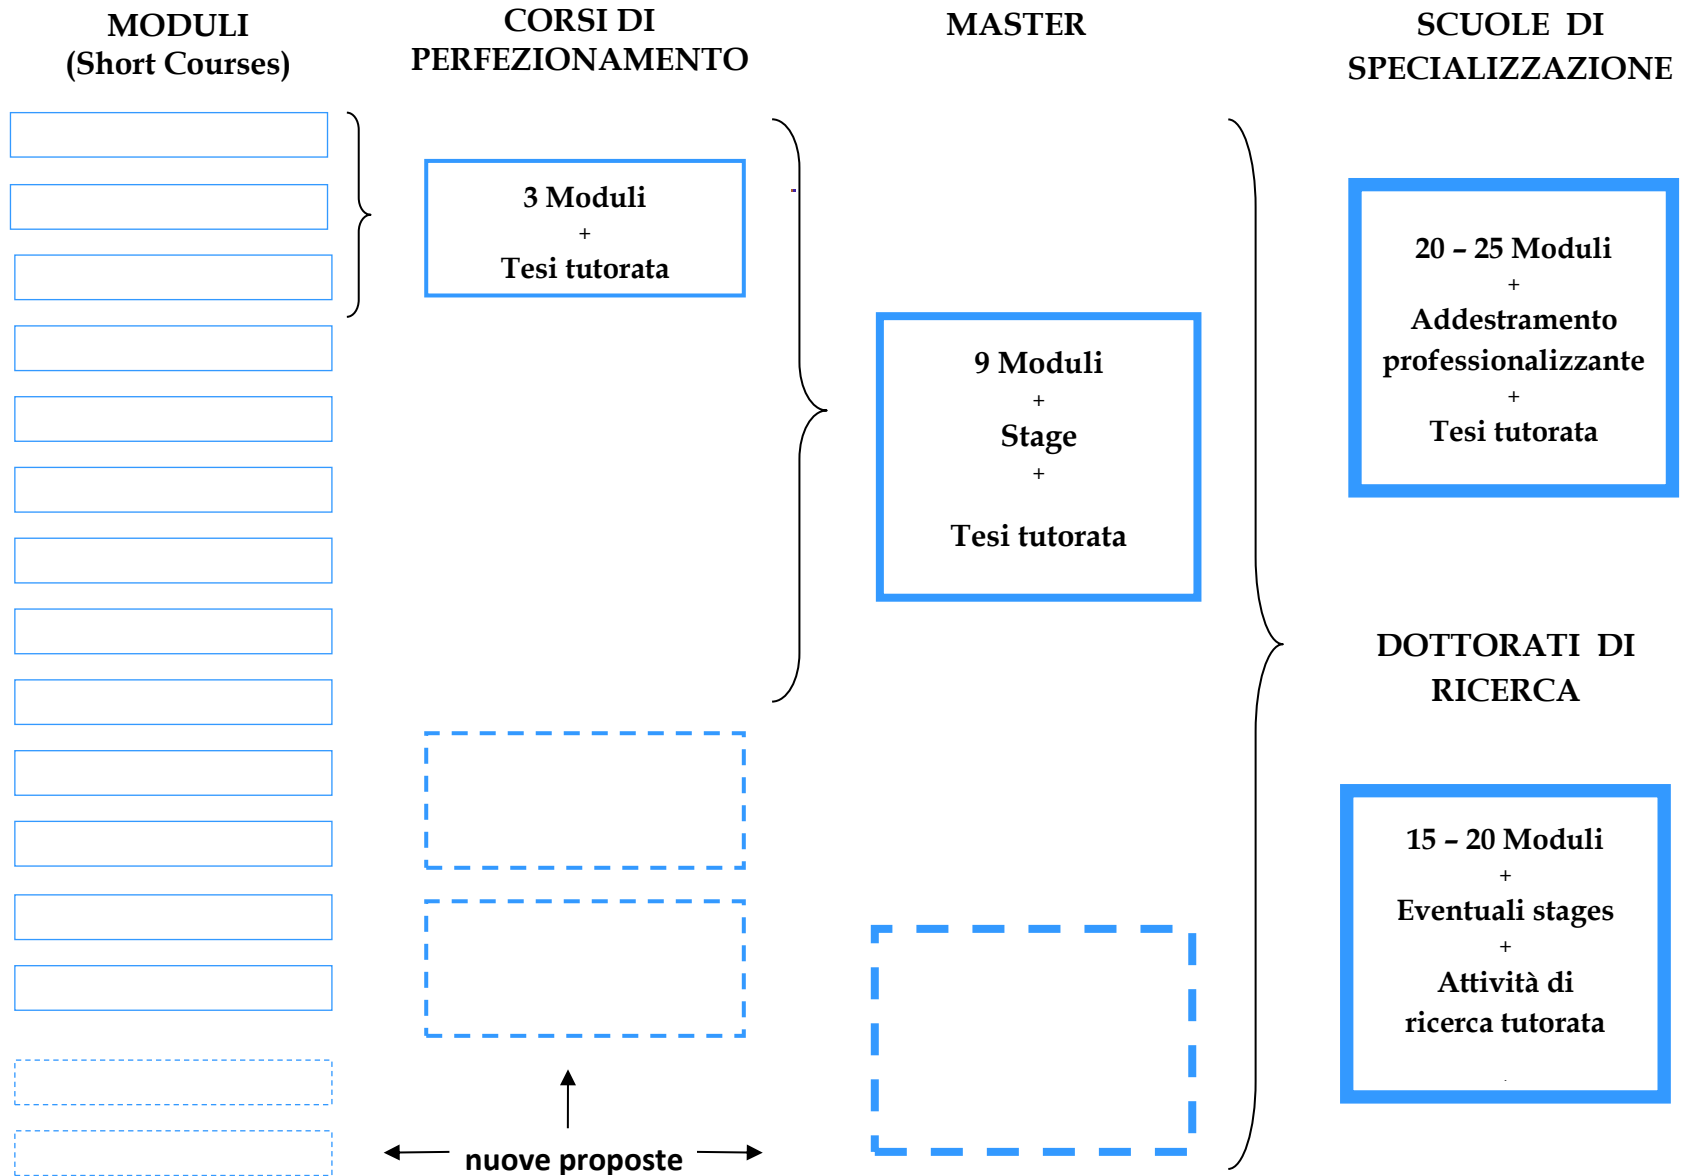 MODULI
(Short Courses)
CORSI DI
PERFEZIONAMENTO
MASTER
SCUOLE DI
SPECIALIZZAZIONE
3 Moduli
+
Tesi tutorata
9 Moduli
+
Stage
+
Tesi tutorata
20 – 25 Moduli
+
Addestramento
professionalizzante
+
Tesi tutorata
DOTTORATI DI
RICERCA
15 – 20 Moduli
+
Eventuali stages
+
Attività di
ricerca tutorata
.
nuove proposte